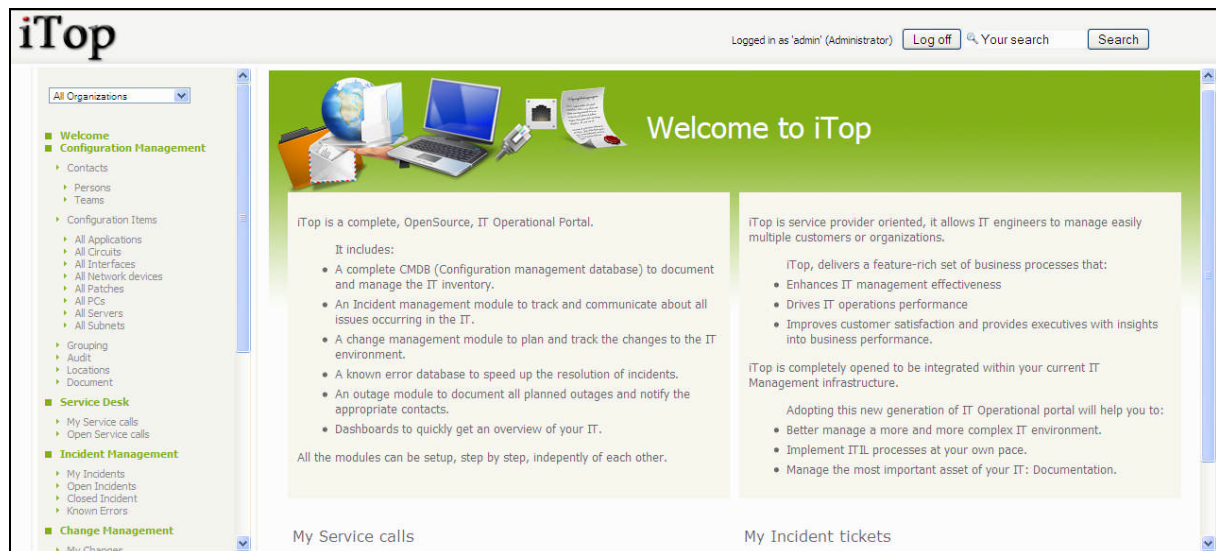 iTop
Logged in as 'admin' (Administrator)
Log off
Your search
Search
All Organizations
Welcome
Configuration Management
Contacts
Persons
Teams
Configuration Items
All Applications
All Circuits
All Interfaces
All Network devices
All Patches
All PCs
All Servers
All Subnets
Grouping
Audit
Locations
Document
Service Desk
My Service calls
Open Service calls
Incident Management
My Incidents
Open Incidents
Closed Incident
Known Errors
Change Management
My Changes
Welcome to iTop
iTop is a complete, OpenSource, IT Operational Portal.
It includes:
A complete CMDB (Configuration management database) to document
and manage the IT inventory.
An Incident management module to track and communicate about all
issues occurring in the IT.
A change management module to plan and track the changes to the IT
environment.
A known error database to speed up the resolution of incidents.
An outage module to document all planned outages and notify the
appropriate contacts.
Dashboards to quickly get an overview of your IT.
All the modules can be setup, step by step, indepently of each other.
iTop is service provider oriented, it allows IT engineers to manage easily
multiple customers or organizations.
iTop, delivers a feature-rich set of business processes that:
Enhances IT management effectiveness
Drives IT operations performance
Improves customer satisfaction and provides executives with insights
into business performance.
iTop is completely opened to be integrated within your current IT
Management infrastructure.
Adopting this new generation of IT Operational portal will help you to:
Better manage a more and more complex IT environment.
Implement ITIL processes at your own pace.
Manage the most important asset of your IT: Documentation.
My Service calls
My Incident tickets